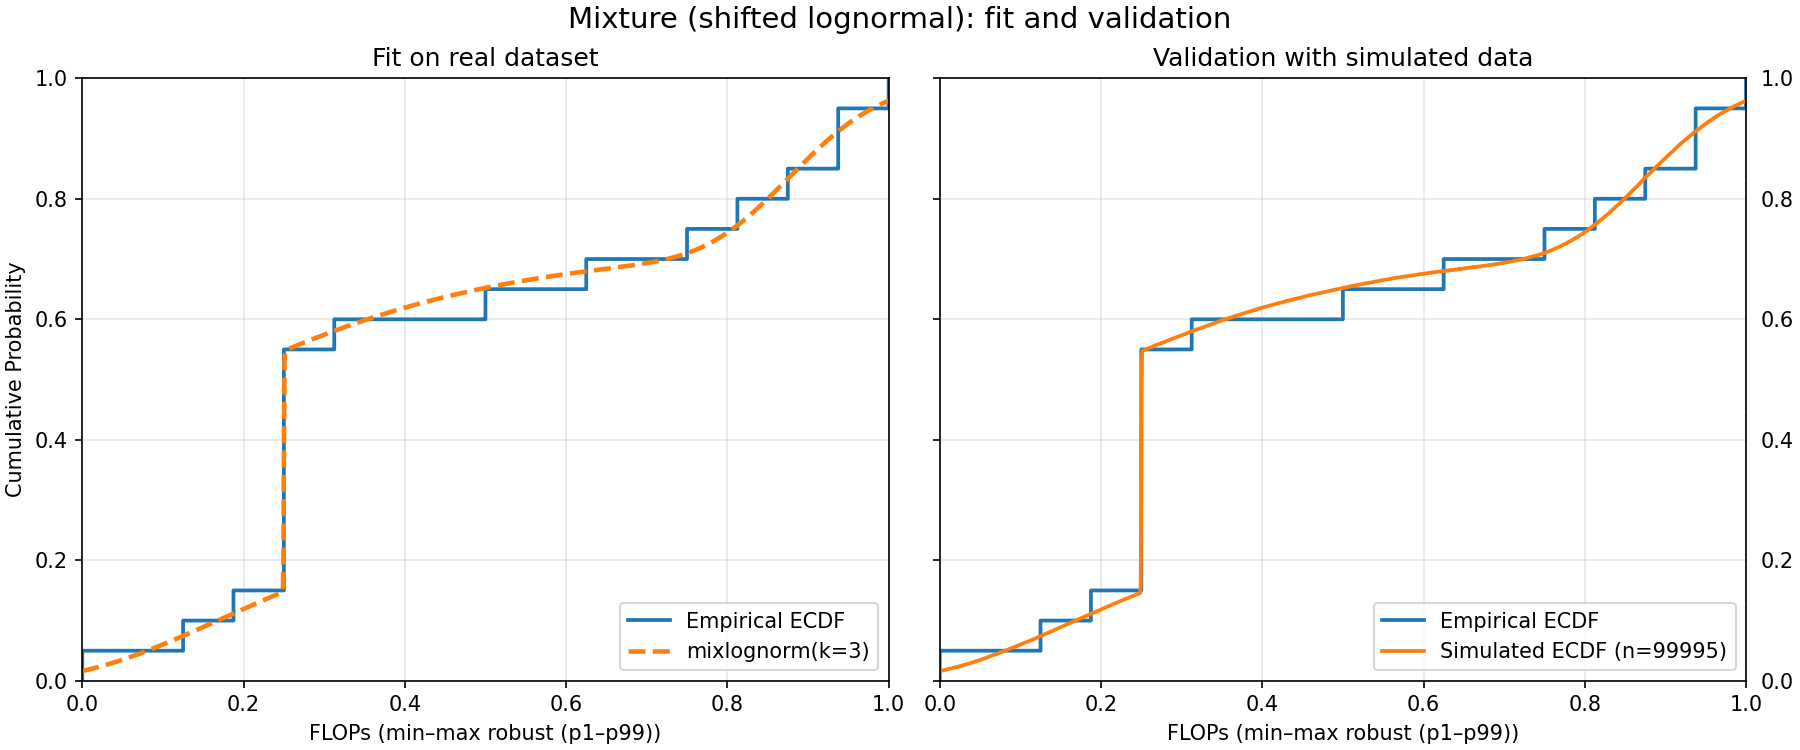 Mixture (shifted lognormal): fit and validation
Fit on real dataset
Cumulative Probability
1.0
0.8
0.6
0.4
0.2
0.0
0.0 0.2 0.4 0.6 0.8 1.0
FLOPs (min–max robust (p1–p99))
Empirical ECDF
mixlognorm(k=3)
Validation with simulated data
1.0
0.8
0.6
0.4
0.2
0.0
0.0 0.2 0.4 0.6 0.8 1.0
FLOPs (min–max robust (p1–p99))
Empirical ECDF
Simulated ECDF (n=99995)